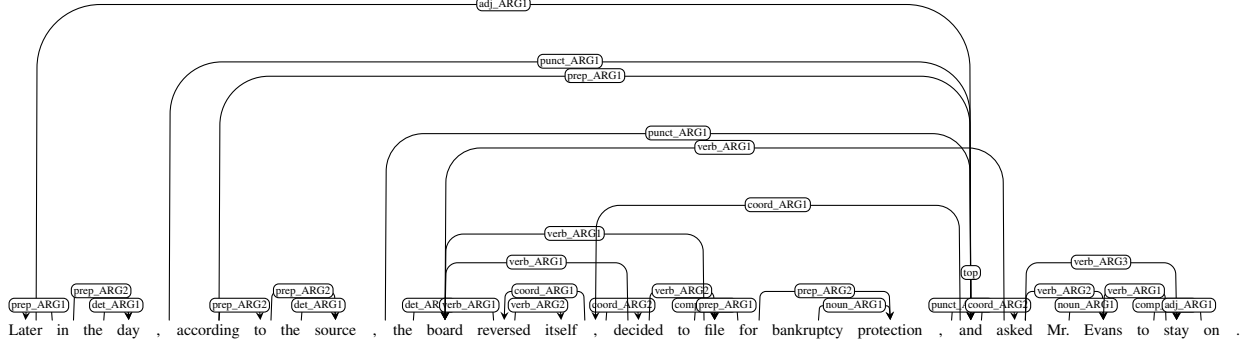 adj_ARG1
punct_ARG1
prep_ARG1
punct_ARG1
verb_ARG1
coord_ARG1
verb_ARG1
verb_ARG1 top verb_ARG3
prep_ARG2 prep_ARG2 coord_ARG1 verb_ARG2 prep_ARG2 verb_ARG2 verb_ARG1
prep_ARG1 det_ARG1 prep_ARG2 det_ARG1 verb_ARG1 verb_ARG2 coord_ARG2 prep_ARG1 noun_ARG1 coord_ARG2 noun_ARG1 adj_ARG1
Later in the day , according to the source , the board reversed itself , decided to file for bankruptcy protection , and asked Mr. Evans to stay on .